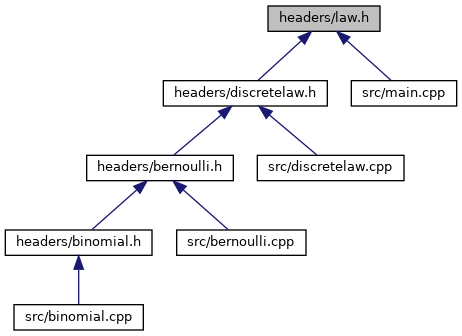 headers/law.h
headers/discretelaw.h
src/main.cpp
headers/bernoulli.h
src/discretelaw.cpp
headers/binomial.h
src/bernoulli.cpp
src/binomial.cpp